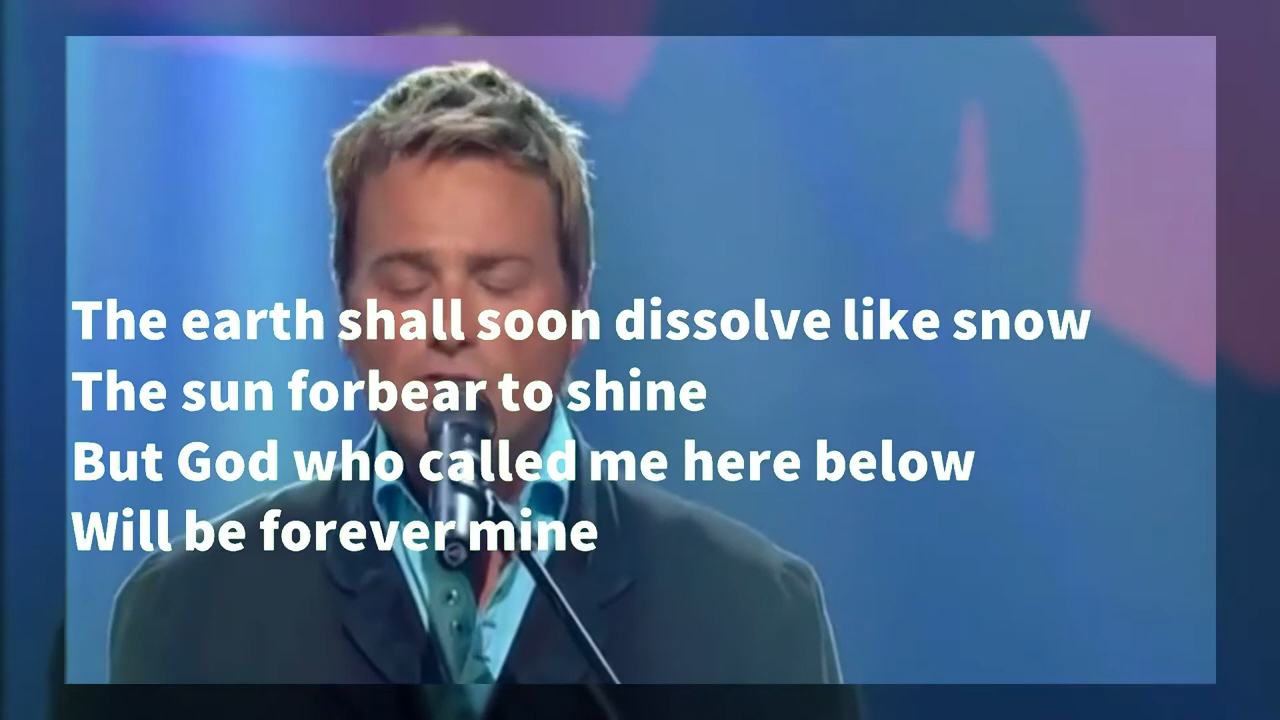 The earth shall soon dissolve like snow
The sun forbear to shine
But God who called me here below
Will be forever mine